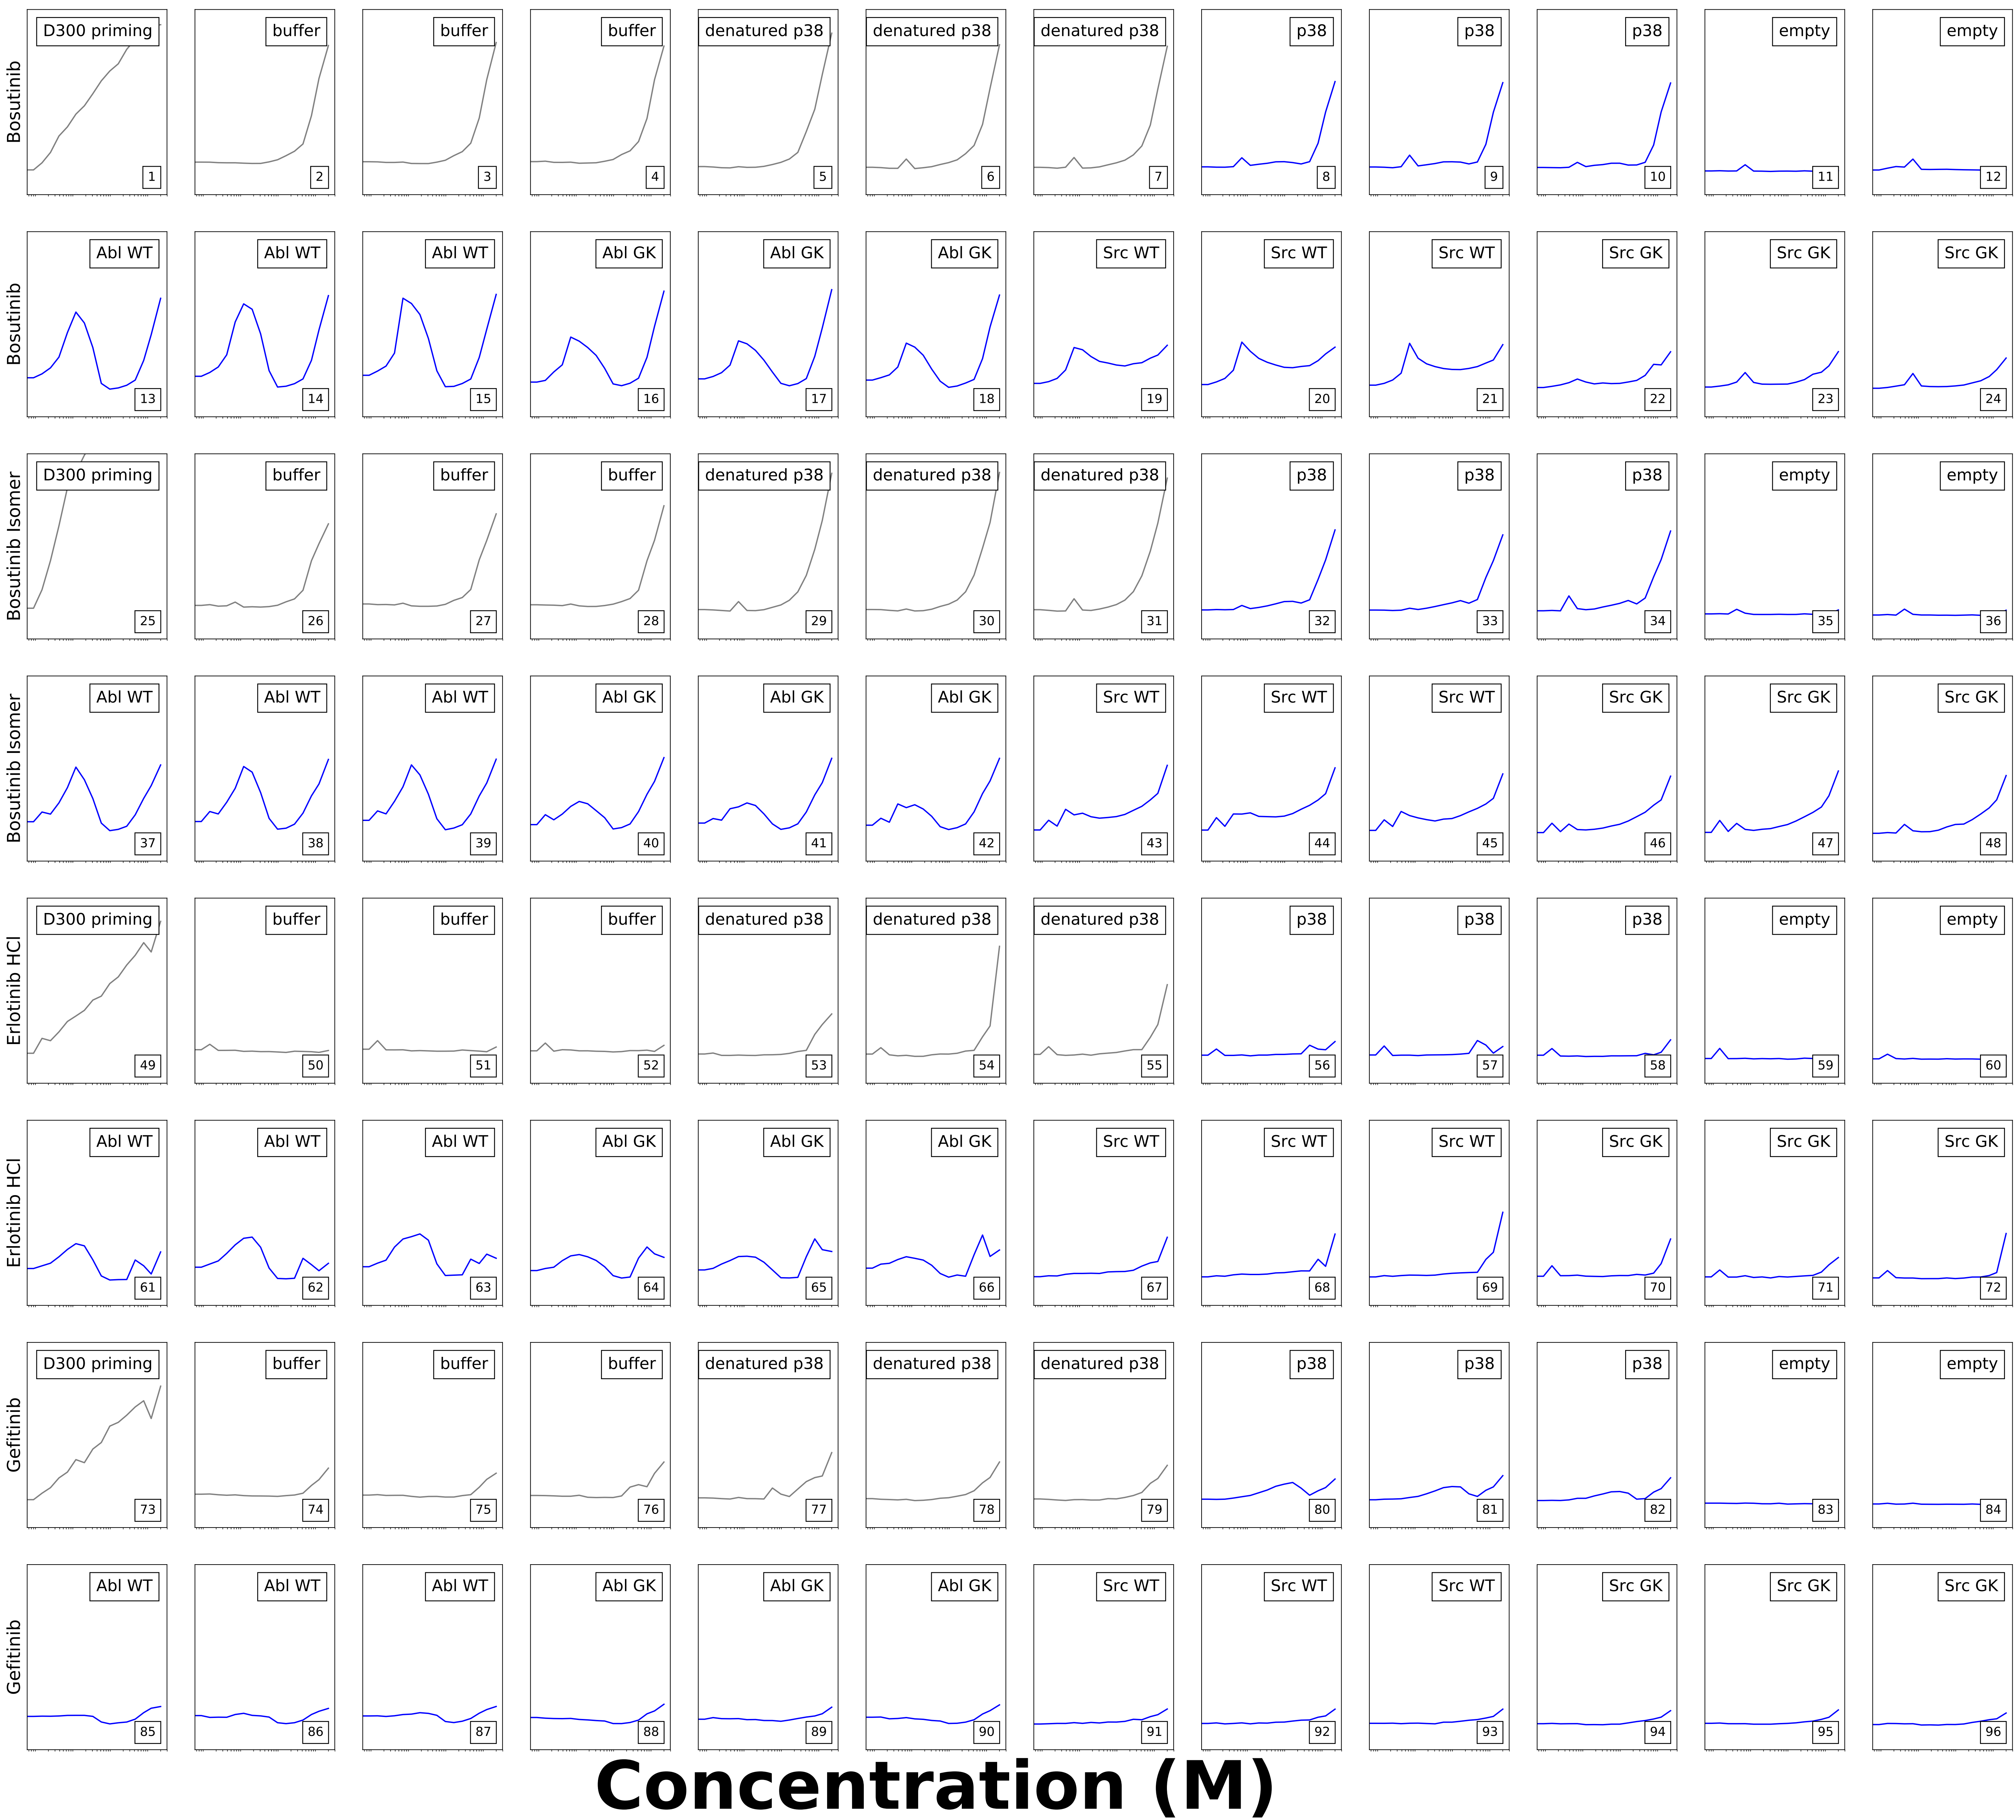 Bosutinib
D300 priming buffer buffer buffer denatured p38 denatured p38 denatured p38 p38 p38 p38 empty empty
1 2 3 4 5 6 7 8 9 10 11 12
Bosutinib
Abl WT Abl WT Abl WT Abl GK Abl GK Abl GK Src WT Src WT Src WT Src GK Src GK Src GK
13 14 15 16 17 18 19 20 21 22 23 24
Bosutinib Isomer
D300 priming buffer buffer buffer denatured p38 denatured p38 denatured p38 p38 p38 p38 empty empty
25 26 27 28 29 30 31 32 33 34 35 36
Bosutinib Isomer
Abl WT Abl WT Abl WT Abl GK Abl GK Abl GK Src WT Src WT Src WT Src GK Src GK Src GK
37 38 39 40 41 42 43 44 45 46 47 48
Erlotinib HCl
D300 priming buffer buffer buffer denatured p38 denatured p38 denatured p38 p38 p38 p38 empty empty
49 50 51 52 53 54 55 56 57 58 59 60
Erlotinib HCl
Abl WT Abl WT Abl WT Abl GK Abl GK Abl GK Src WT Src WT Src WT Src GK Src GK Src GK
61 62 63 64 65 66 67 68 69 70 71 72
Gefitinib
D300 priming buffer buffer buffer denatured p38 denatured p38 denatured p38 p38 p38 p38 empty empty
73 74 75 76 77 78 79 80 81 82 83 84
Gefitinib
Abl WT Abl WT Abl WT Abl GK Abl GK Abl GK Src WT Src WT Src WT Src GK Src GK Src GK
85 86 87 88 89 90 91 92 93 94 95 96
Concentration (M)